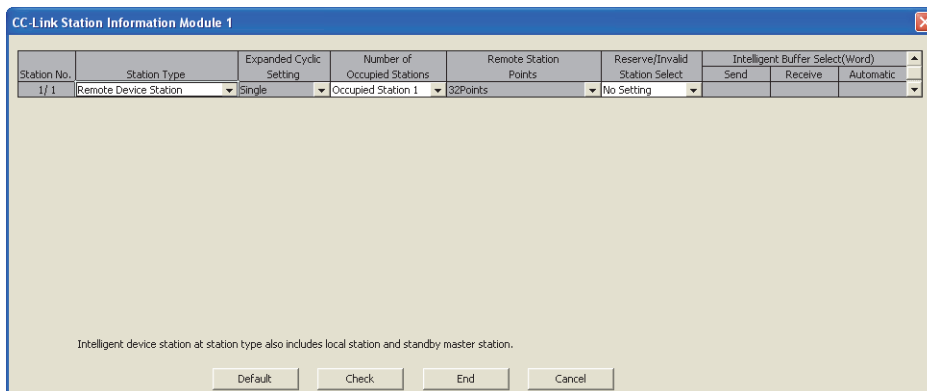 CC-Link Station Information Module 1
Expanded Cyclic Number of Remote Station Reserve/Invalid Intelligent Buffer Select(Word)
Station No. Station Type Setting Occupied Stations Points Station Select Send Receive Automatic
1/ 1 Remote Device Station Single Occupied Station 1 32Points No Setting
Intelligent device station at station type also includes local station and standby master station.
Default Check End Cancel